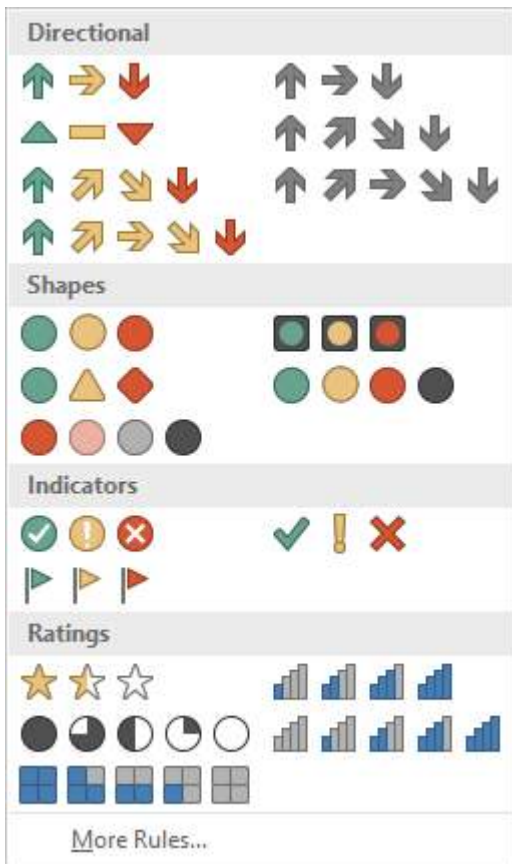 Directional
Shapes
Indicators
Ratings
More Rules...